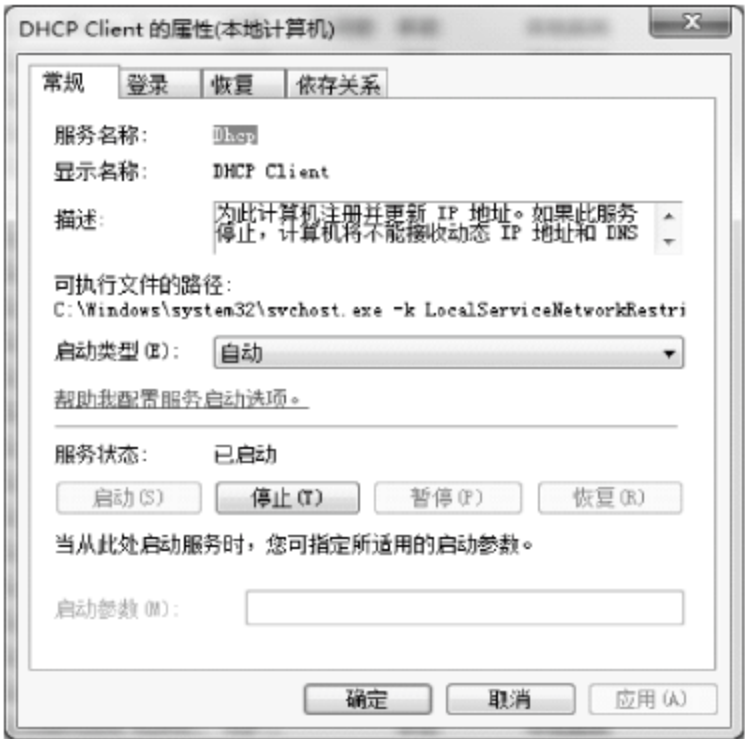 DHCP Client 的属性(本地计算机)
常规 登录 恢复 依存关系
服务名称: Dhcp
显示名称: DHCP Client
描述: 为此计算机注册并更新 IP 地址。如果此服务
停止，计算机将不能接收动态 IP 地址和 DNS
可执行文件的路径:
C:\Windows\system32\svchost.exe -k LocalServiceNetworkRestri
启动类型(E): 自动
帮助我配置服务启动选项。
服务状态: 已启动
启动(S) 停止(T) 暂停(P) 恢复(R)
当从此处启动服务时，您可指定所适用的启动参数。
启动参数(M):
确定 取消 应用(A)